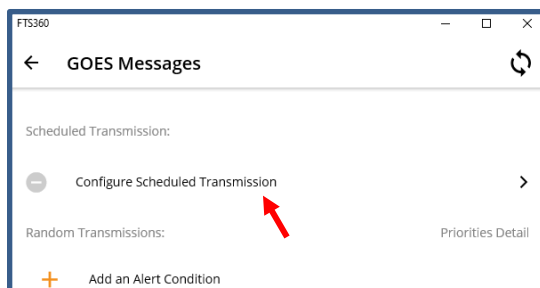 FTS360
GOES Messages
Scheduled Transmission:
Configure Scheduled Transmission
Random Transmissions: Priorities Detail
Add an Alert Condition